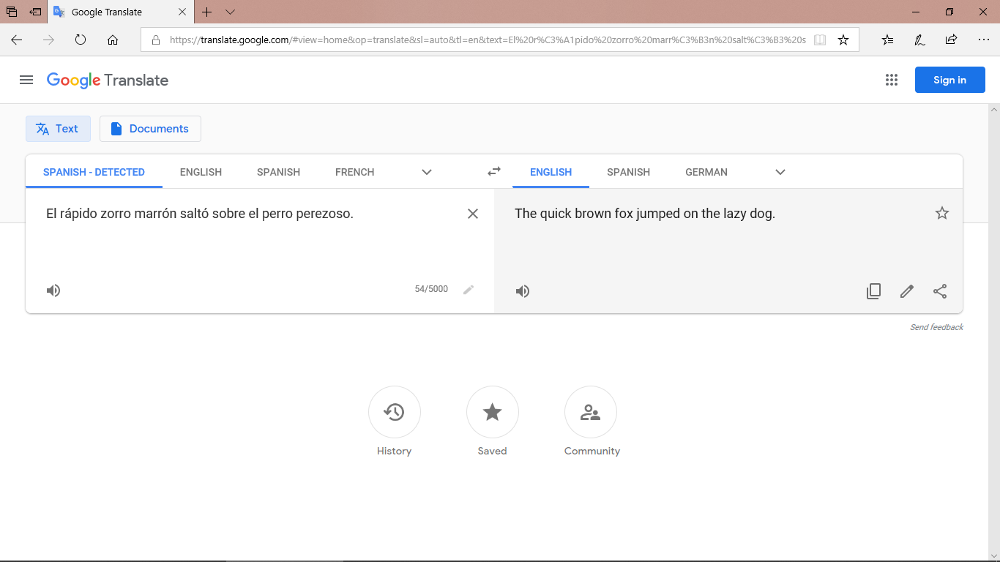 Google Translate
https://translate.google.com/#view=home&op=translate&sl=auto&tl=en&text=El%20r%C3%A1pido%20zorro%20marr%C3%B3n%20salt%C3%B3%20s
Google Translate
Sign in
Text
Documents
SPANISH - DETECTED
ENGLISH
SPANISH
FRENCH
ENGLISH
SPANISH
GERMAN
El rápido zorro marrón saltó sobre el perro perezoso.
54/5000
The quick brown fox jumped on the lazy dog.
Send feedback
History
Saved
Community